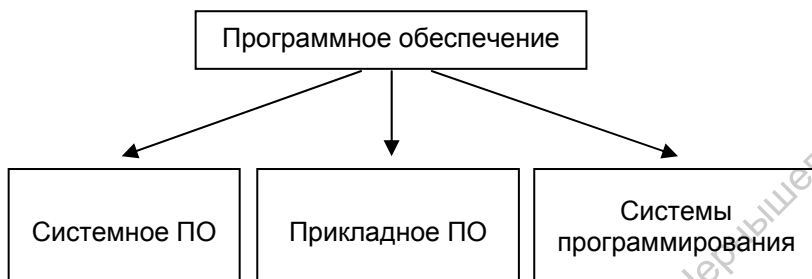 Программное обеспечение
Системное ПО
Прикладное ПО
Системы
программирования